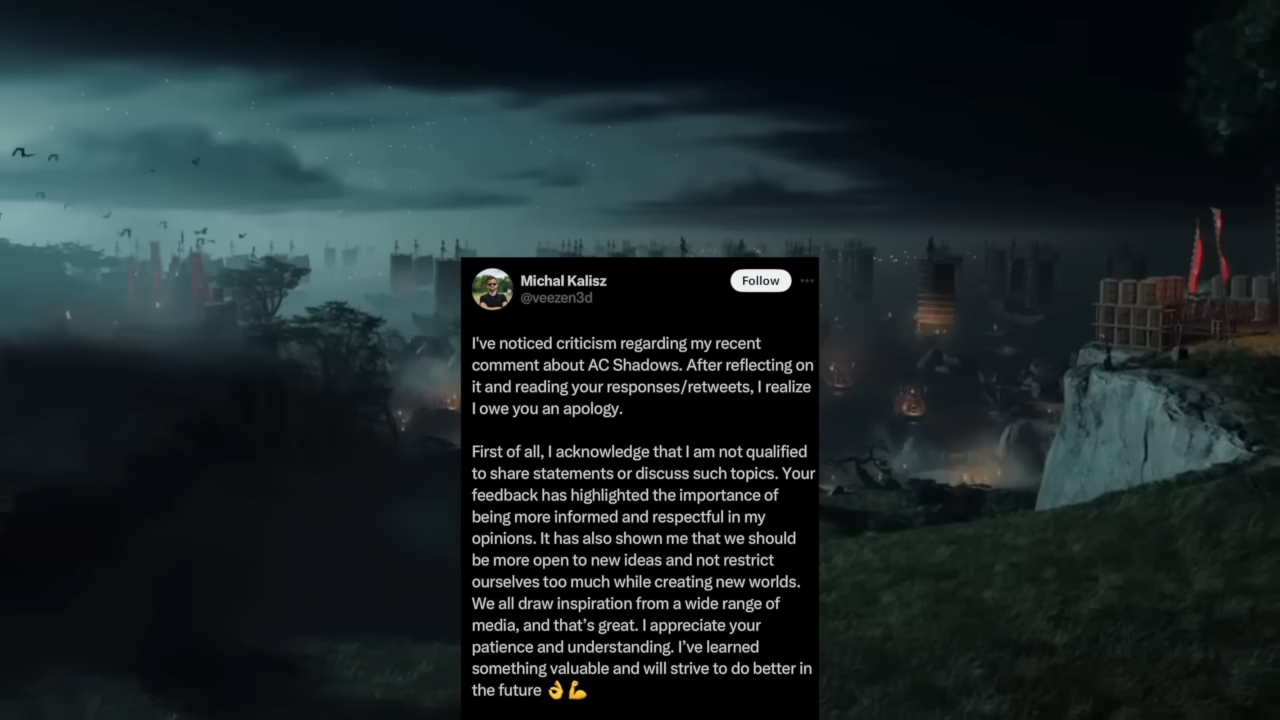 Michal Kalisz
Follow
@veezen3d
I've noticed criticism regarding my recent
comment about AC Shadows. After reflecting on
it and reading your responses/retweets, I realize
I owe you an apology.
First of all, I acknowledge that I am not qualified
to share statements or discuss such topics. Your
feedback has highlighted the importance of
being more informed and respectful in my
opinions. It has also shown me that we should
be more open to new ideas and not restrict
ourselves too much while creating new worlds.
We all draw inspiration from a wide range of
media, and that’s great. I appreciate your
patience and understanding. I’ve learned
something valuable and will strive to do better in
the future 👌💪